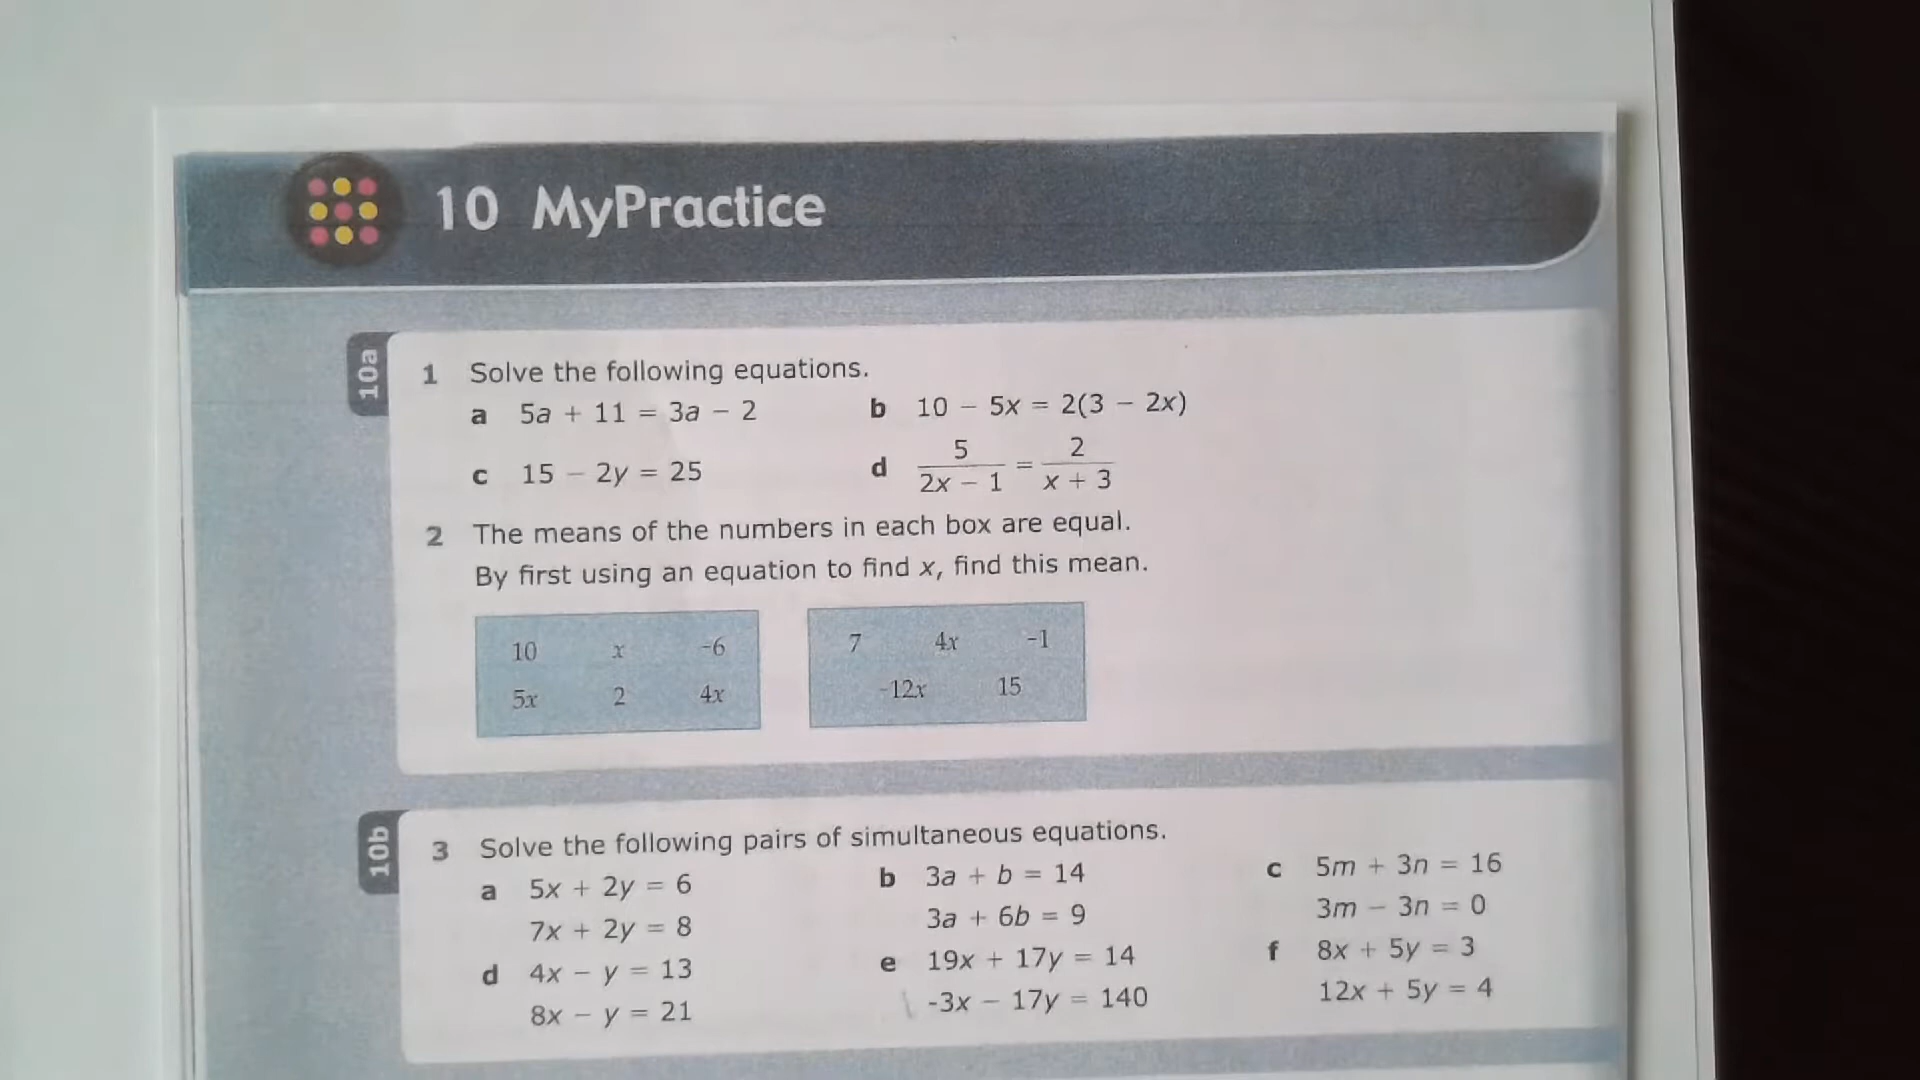 10 MyPractice
10a
1 Solve the following equations.
a 5a + 11 = 3a − 2 b 10 − 5x = 2(3 − 2x)
c 15 − 2y = 25 d 5/(2x − 1) = 2/(x + 3)
2 The means of the numbers in each box are equal.
By first using an equation to find x, find this mean.
10 x -6
5x 2 4x
7 4x -1
-12x 15
10b
3 Solve the following pairs of simultaneous equations.
a 5x + 2y = 6 b 3a + b = 14 c 5m + 3n = 16
7x + 2y = 8 3a + 6b = 9 3m − 3n = 0
d 4x − y = 13 e 19x + 17y = 14 f 8x + 5y = 3
8x − y = 21 -3x − 17y = 140 12x + 5y = 4